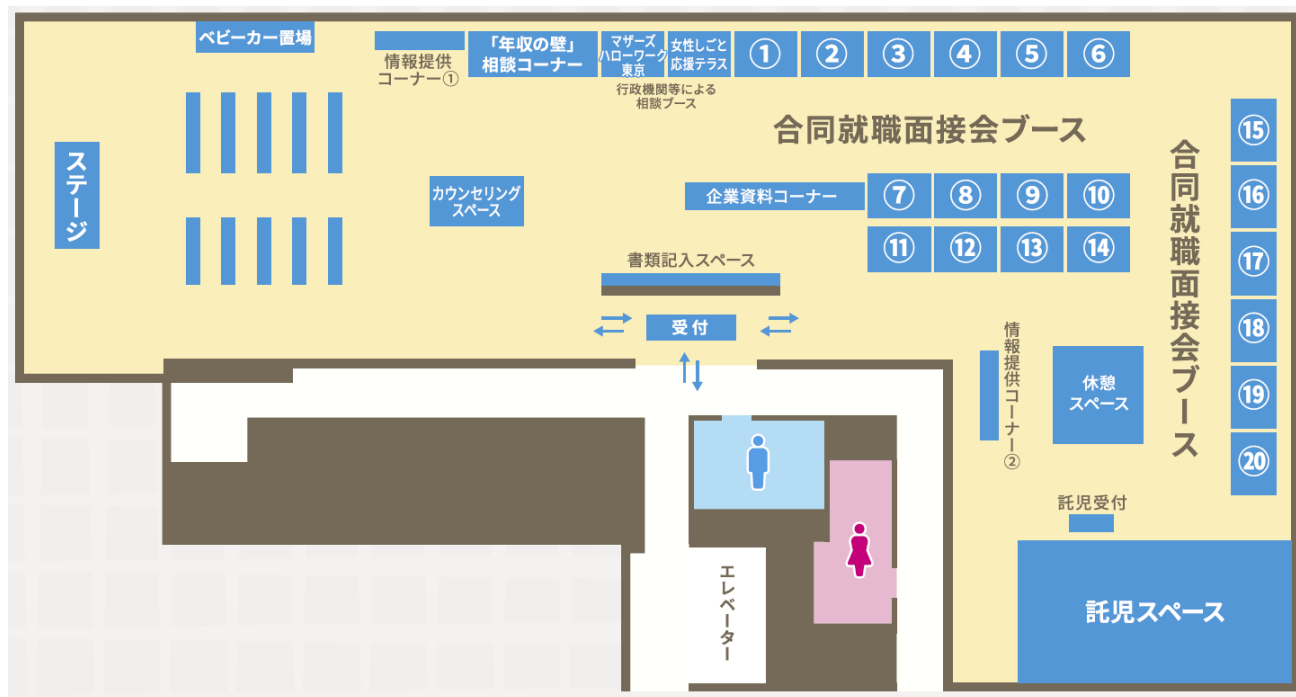 ベビーカー置場
情報提供
コーナー①
「年収の壁」
相談コーナー
マザーズ
ハローワーク
東京
女性しごと
応援テラス
行政機関等による
相談ブース
①
②
③
④
⑤
⑥
合同就職面接会ブース
ステージ
カウンセリング
スペース
企業資料コーナー
⑦
⑧
⑨
⑩
⑪
⑫
⑬
⑭
合同就職面接会ブース
⑮
⑯
⑰
⑱
⑲
⑳
書類記入スペース
受付
情報提供コーナー②
休憩
スペース
託児受付
託児スペース
エレベーター